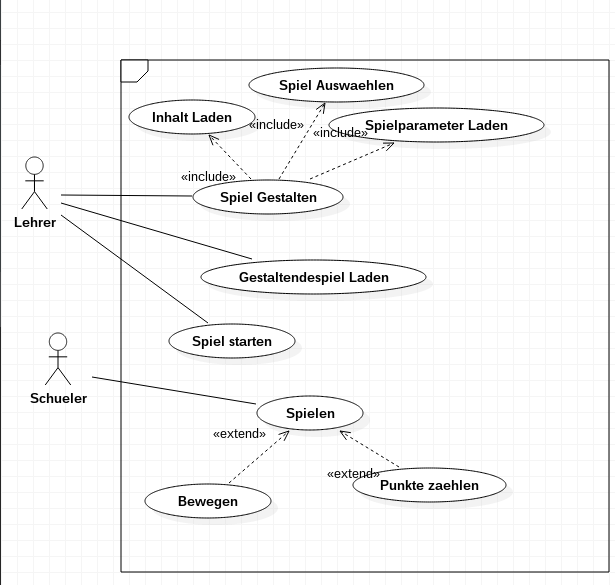 Spiel Auswaehlen
Inhalt Laden
«include»
«include»
Spielparameter Laden
«include»
Spiel Gestalten
Lehrer
Gestaltendespiel Laden
Spiel starten
Schueler
Spielen
«extend»
«extend»
Punkte zaehlen
Bewegen